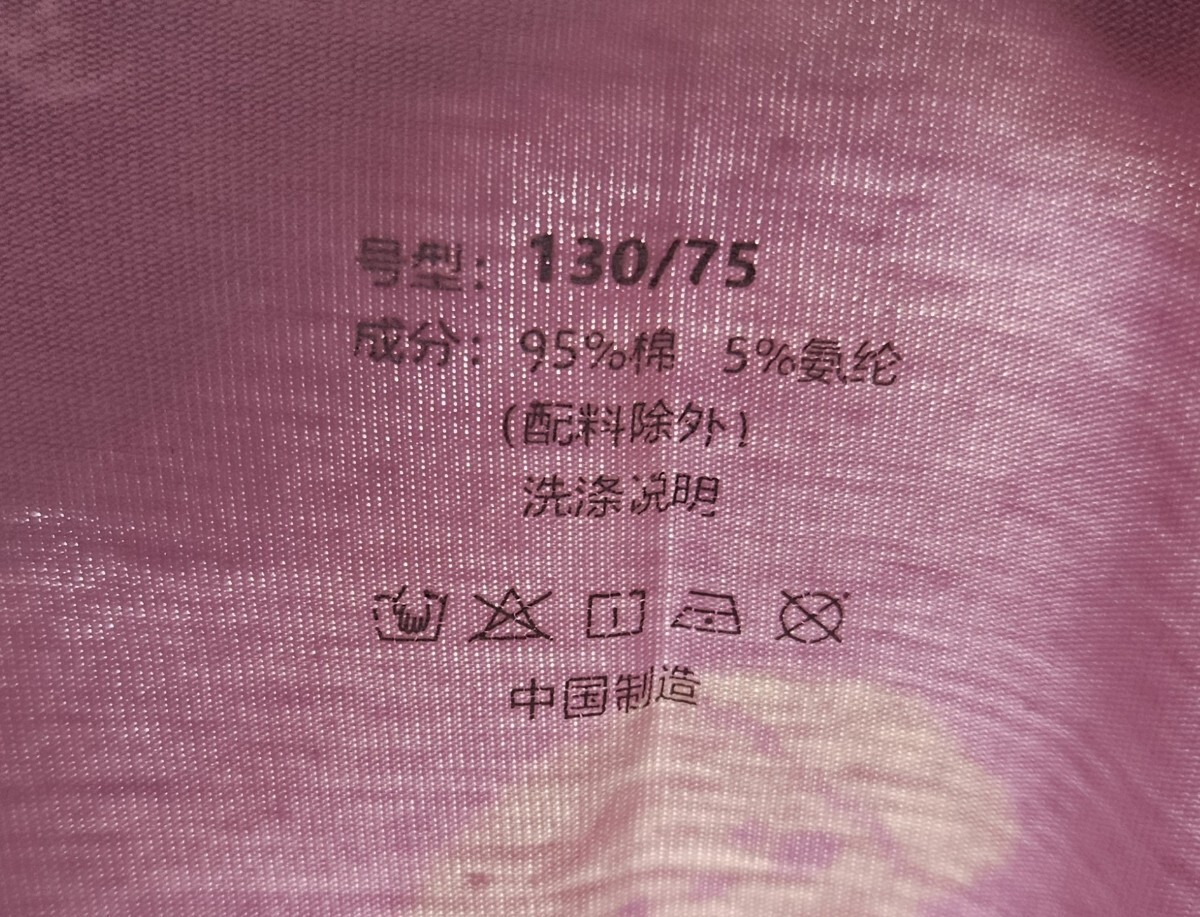 号型：130/75
成分：95%棉 5%氨纶
（配料除外）
洗涤说明
中国制造